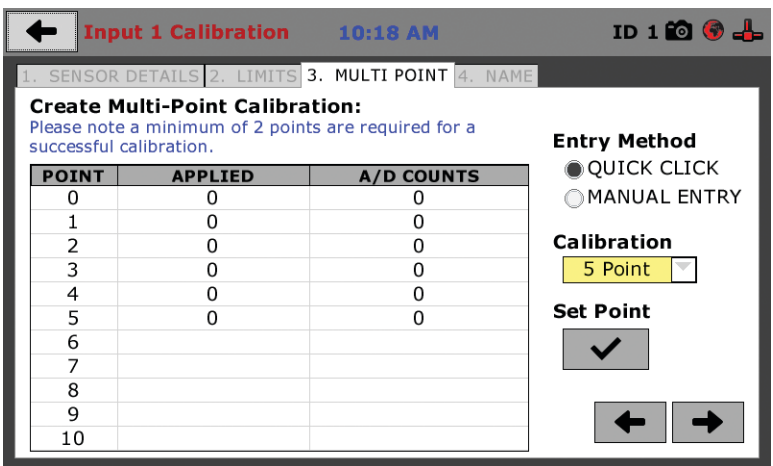 Input 1 Calibration 10:18 AM ID 1
1. SENSOR DETAILS 2. LIMITS 3. MULTI POINT 4. NAME
Create Multi-Point Calibration:
Please note a minimum of 2 points are required for a
successful calibration.
POINT APPLIED A/D COUNTS
0 0 0
1 0 0
2 0 0
3 0 0
4 0 0
5 0 0
6
7
8
9
10
Entry Method
QUICK CLICK
MANUAL ENTRY
Calibration
5 Point
Set Point